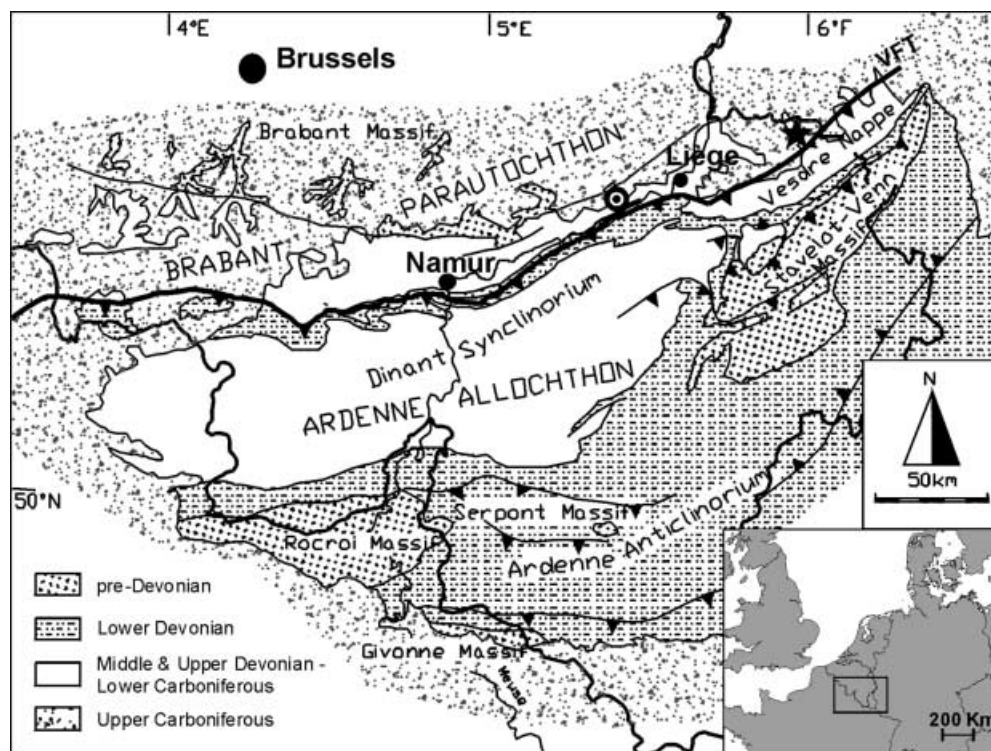 4°E
5°E
6°F
Brussels
VFT
Brabant Massif
PARAUTOCHTHON
Liège
Vesdre Nappe
Stavelot-Venn
Massif
BRABANT
Namur
Dinant Synclinorium
ARDENNE ALLOCHTHON
N
50km
50°N
Serpont Massif
Rocroi Massif
Ardenne Anticlinorium
pre-Devonian
Lower Devonian
Givonne Massif
Middle & Upper Devonian -
Lower Carboniferous
Meuse
Upper Carboniferous
200 Km